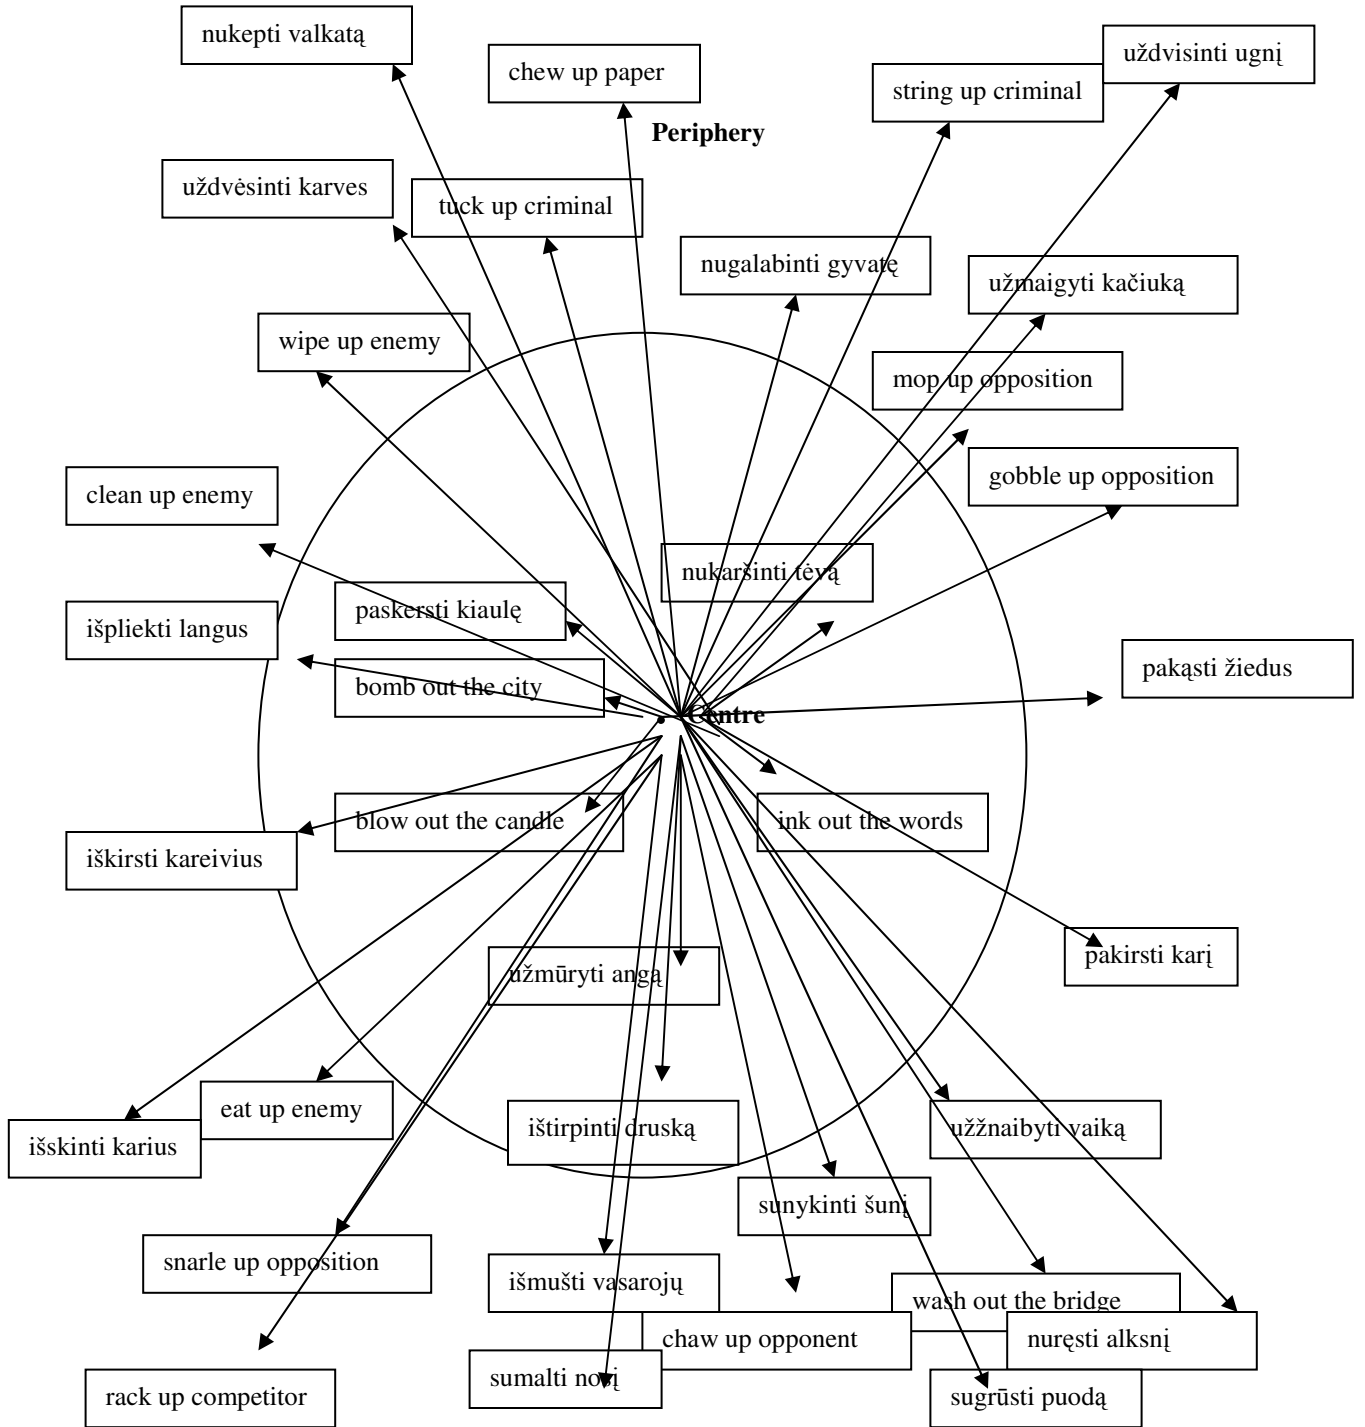 nukepti valkatą
uždvisinti ugnį
chew up paper
string up criminal
Periphery
uždvėsinti karves
tuck up criminal
nugalabinti gyvatę
užmaigyti kačiuką
wipe up enemy
mop up opposition
gobble up opposition
clean up enemy
nukaršinti tėvą
paskersti kiaulę
išpliekti langus
pakąsti žiedus
bomb out the city
Centre
blow out the candle
ink out the words
iškirsti kareivius
pakirsti karį
užmūryti angą
eat up enemy
ištirpinti druską
užžnaibyti vaiką
išskinti karius
sunykinti šunį
snarle up opposition
išmušti vasarojų
wash out the bridge
chaw up opponent
nuręsti alksnį
sumalti nosį
rack up competitor
sugrūsti puodą